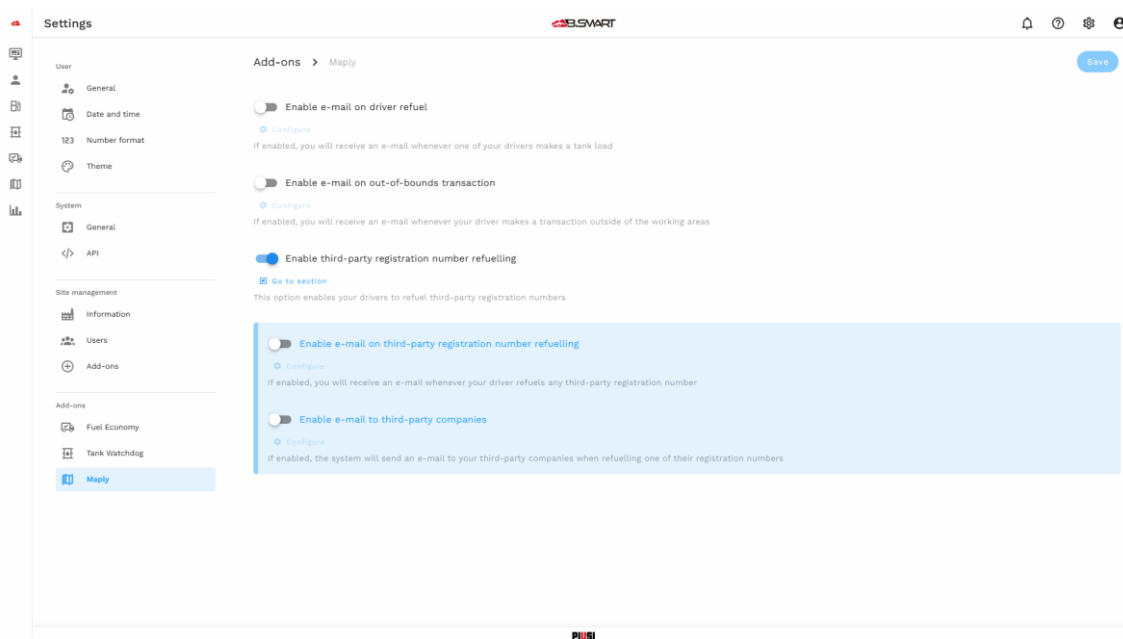 Settings
B.SMART
User
General
Date and time
123 Number format
Theme
System
General
</> API
Site management
Information
Users
Add-ons
Add-ons
Fuel Economy
Tank Watchdog
Maply
Add-ons > Maply
Save
Enable e-mail on driver refuel
Configure
If enabled, you will receive an e-mail whenever one of your drivers makes a tank load
Enable e-mail on out-of-bounds transaction
Configure
If enabled, you will receive an e-mail whenever your driver makes a transaction outside of the working areas
Enable third-party registration number refuelling
Go to section
This option enables your drivers to refuel third-party registration numbers
Enable e-mail on third-party registration number refuelling
Configure
If enabled, you will receive an e-mail whenever your driver refuels any third-party registration number
Enable e-mail to third-party companies
Configure
If enabled, the system will send an e-mail to your third-party companies when refuelling one of their registration numbers
PIUSI